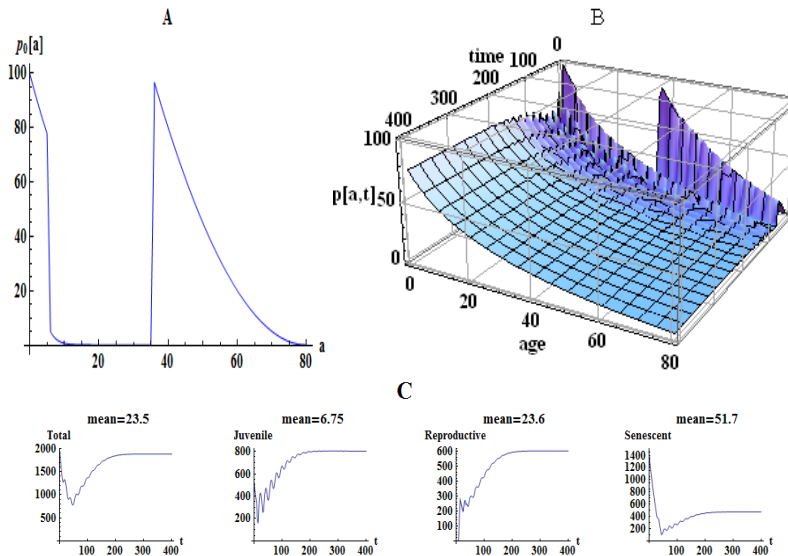 A
p0[a]
100
80
60
40
20
20 40 60 80 a
B
time 100 0
200
300
400
100
p[a,t] 50
0
0
20
40
age
60
80
C
mean=23.5
Total
2000
1500
1000
500
100 200 300 400 t
mean=6.75
Juvenile
800
600
400
200
100 200 300 400 t
mean=23.6
Reproductive
600
500
400
300
200
100
100 200 300 400 t
mean=51.7
Senescent
1400
1200
1000
800
600
400
200
100 200 300 400 t